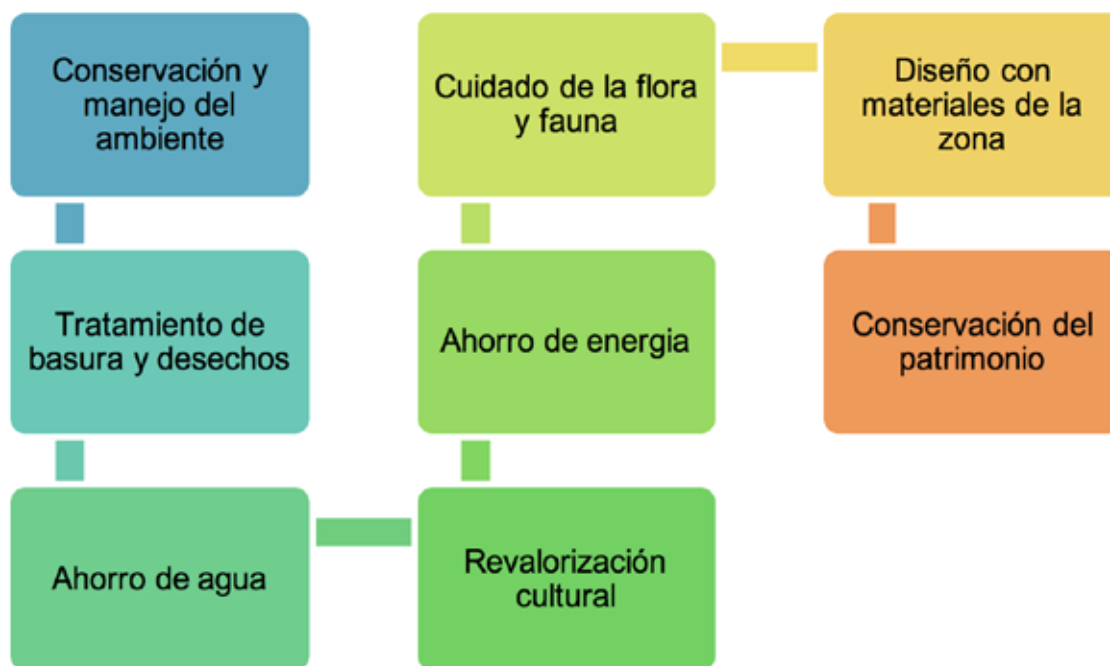 Conservación y
manejo del
ambiente
Tratamiento de
basura y desechos
Ahorro de agua
Revalorización
cultural
Ahorro de energia
Cuidado de la flora
y fauna
Diseño con
materiales de la
zona
Conservación del
patrimonio